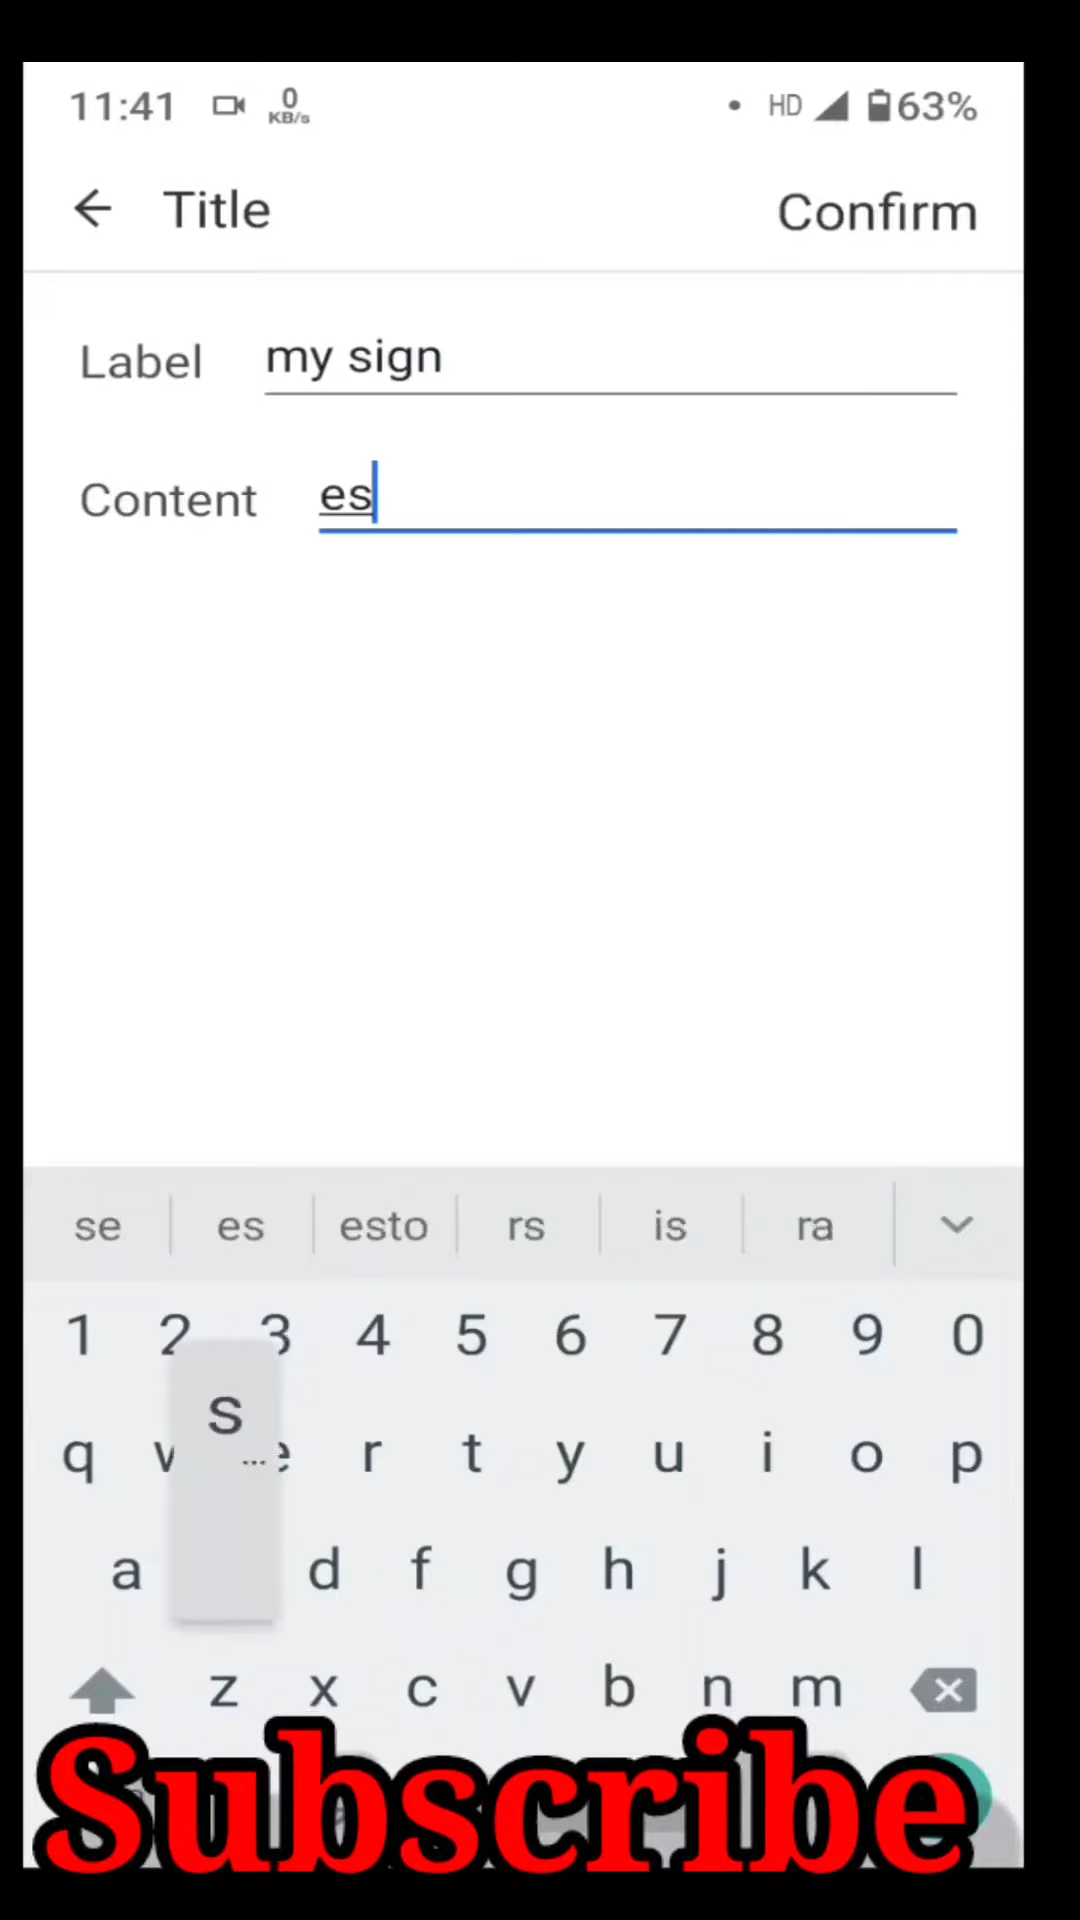 11:41 0 KB/s HD 63%
Title Confirm
Label my sign
Content es
se es esto rs is ra
1 2 3 4 5 6 7 8 9 0
s
q e r t y u i o p
a d f g h j k l
z x c v b n m
Subscribe